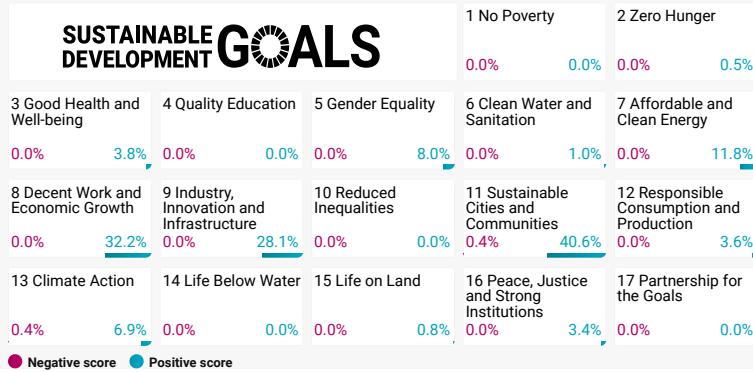 SUSTAINABLE
DEVELOPMENT
GOALS
1 No Poverty
0.0% 0.0%
2 Zero Hunger
0.0% 0.5%
3 Good Health and
Well-being
0.0% 3.8%
4 Quality Education
0.0% 0.0%
5 Gender Equality
0.0% 8.0%
6 Clean Water and
Sanitation
0.0% 1.0%
7 Affordable and
Clean Energy
0.0% 11.8%
8 Decent Work and
Economic Growth
0.0% 32.2%
9 Industry,
Innovation and
Infrastructure
0.0% 28.1%
10 Reduced
Inequalities
0.0% 0.0%
11 Sustainable
Cities and
Communities
0.4% 40.6%
12 Responsible
Consumption and
Production
0.0% 3.6%
13 Climate Action
0.4% 6.9%
14 Life Below Water
0.0% 0.0%
15 Life on Land
0.0% 0.8%
16 Peace, Justice
and Strong
Institutions
0.0% 3.4%
17 Partnership for
the Goals
0.0% 0.0%
Negative score Positive score